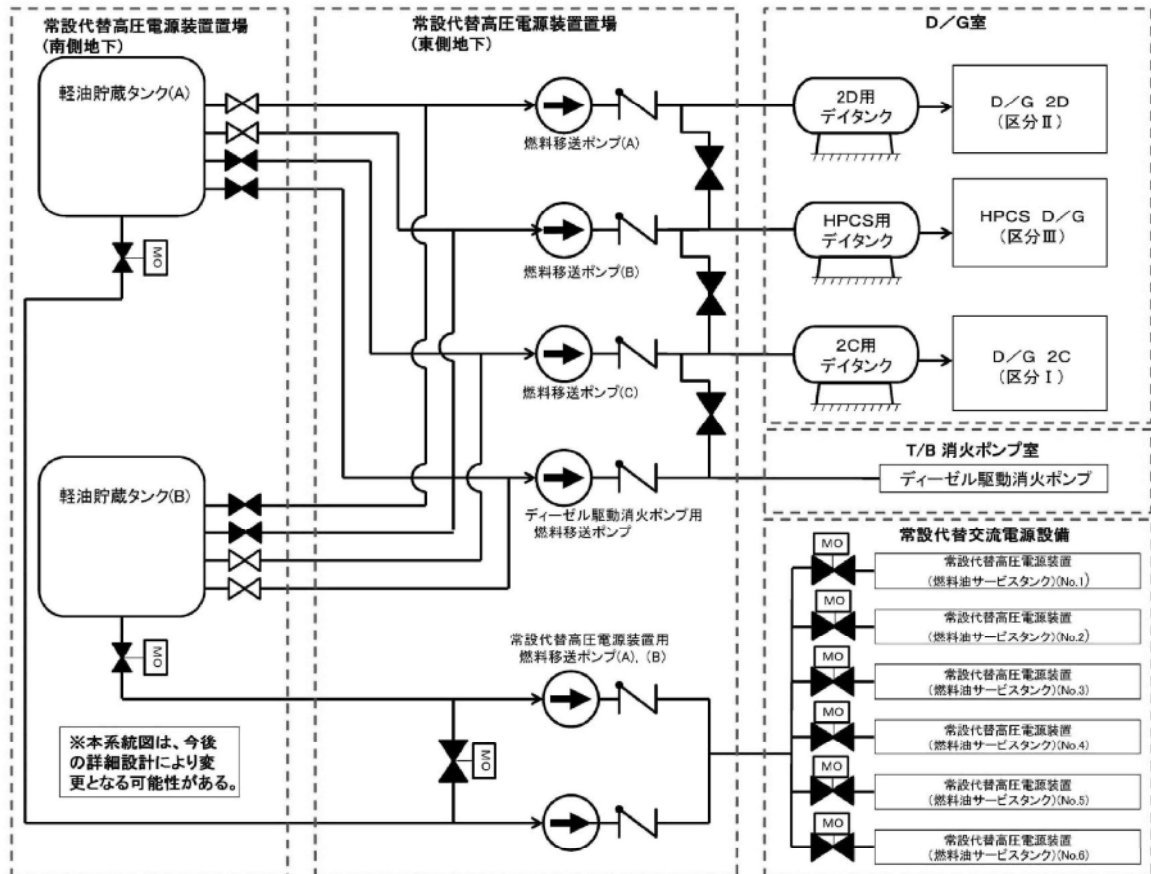 常設代替高圧電源装置置場
(南側地下)
軽油貯蔵タンク(A)
MO
軽油貯蔵タンク(B)
MO
※本系統図は、今後
の詳細設計により変
更となる可能性がある。
常設代替高圧電源装置置場
(東側地下)
燃料移送ポンプ(A)
燃料移送ポンプ(B)
燃料移送ポンプ(C)
ディーゼル駆動消火ポンプ用
燃料移送ポンプ
常設代替高圧電源装置用
燃料移送ポンプ(A), (B)
MO
D/G室
2D用
デイタンク
D/G 2D
(区分Ⅱ)
HPCS用
デイタンク
HPCS D/G
(区分Ⅲ)
2C用
デイタンク
D/G 2C
(区分Ⅰ)
T/B 消火ポンプ室
ディーゼル駆動消火ポンプ
常設代替交流電源設備
MO
常設代替高圧電源装置
(燃料油サービスタンク)(No.1)
MO
常設代替高圧電源装置
(燃料油サービスタンク)(No.2)
MO
常設代替高圧電源装置
(燃料油サービスタンク)(No.3)
MO
常設代替高圧電源装置
(燃料油サービスタンク)(No.4)
MO
常設代替高圧電源装置
(燃料油サービスタンク)(No.5)
MO
常設代替高圧電源装置
(燃料油サービスタンク)(No.6)